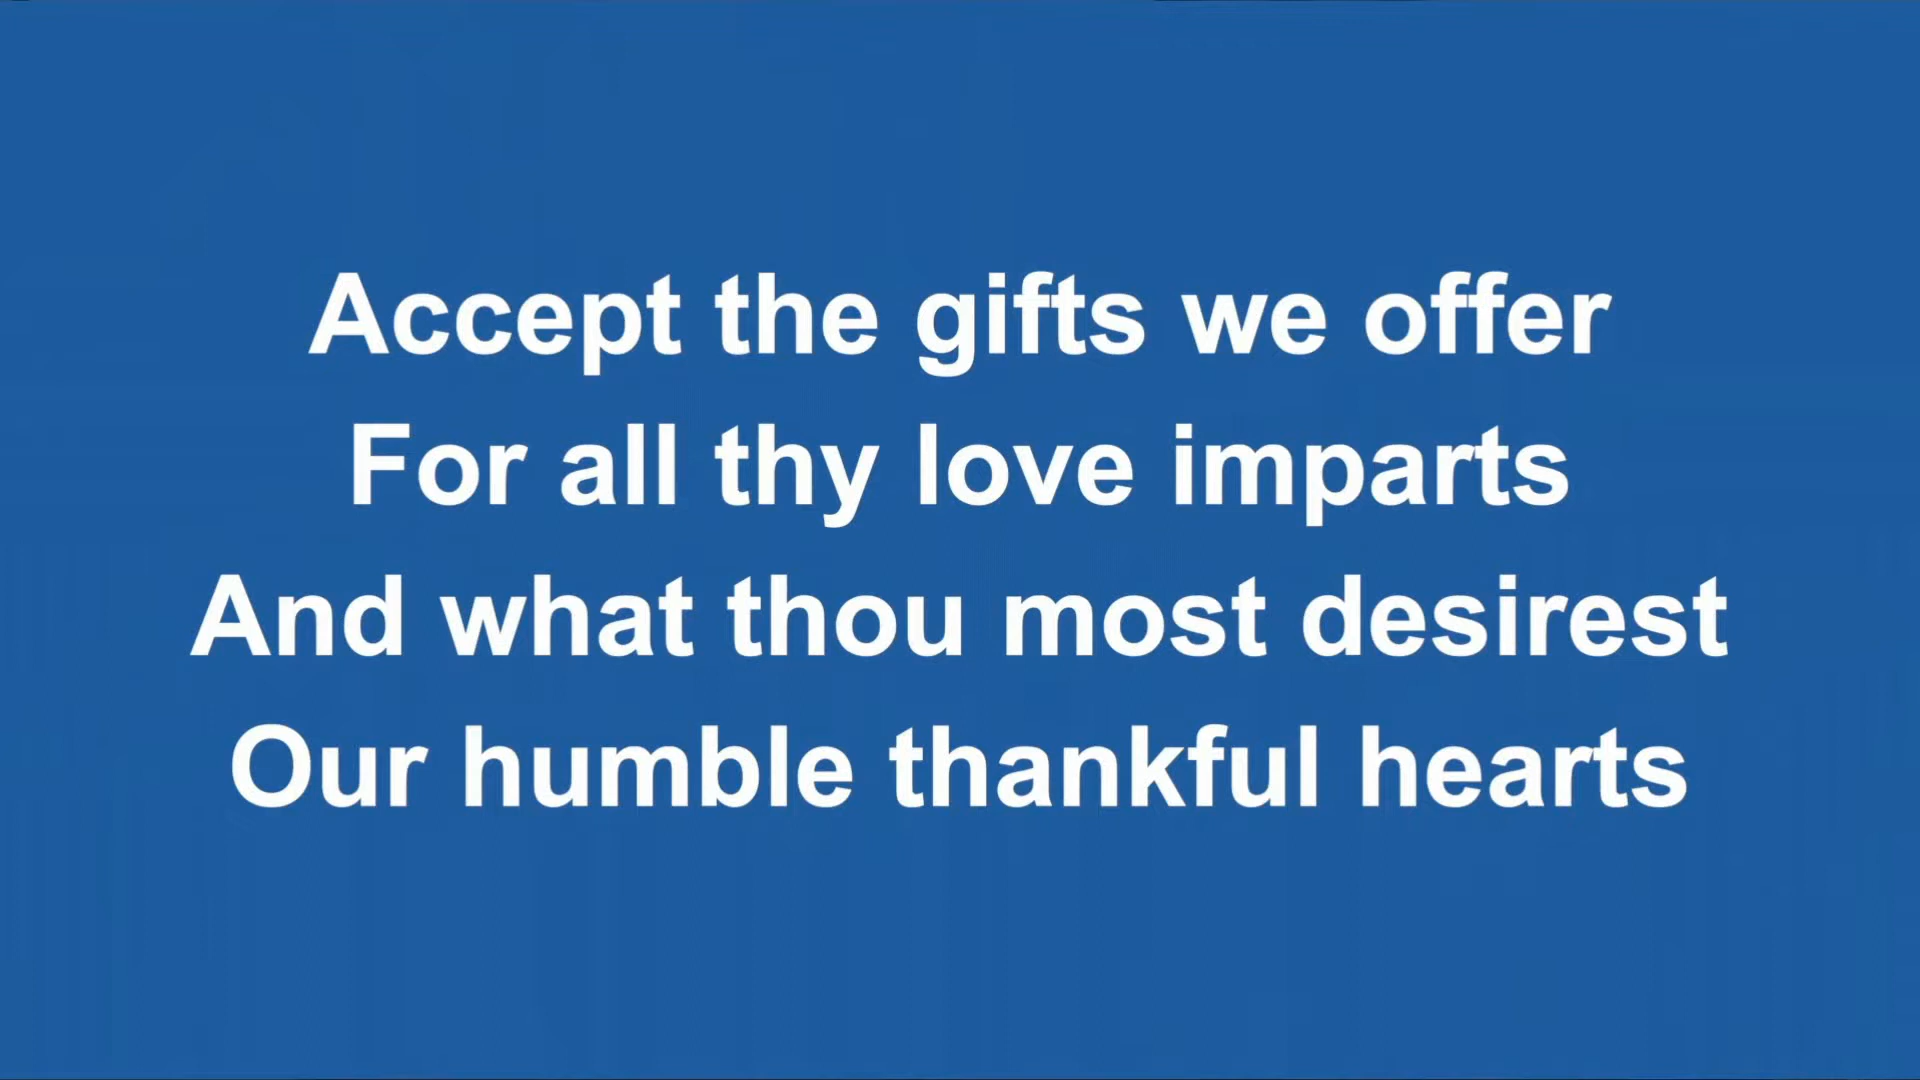 Accept the gifts we offer
For all thy love imparts
And what thou most desirest
Our humble thankful hearts